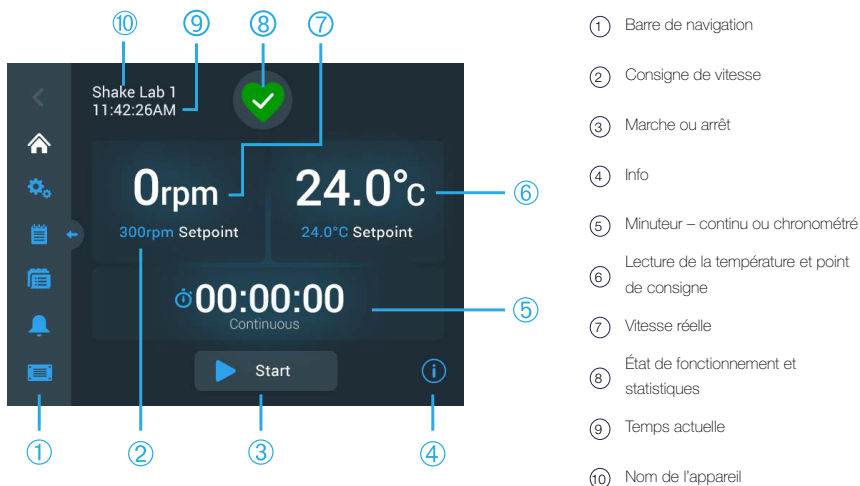 ⑩ ⑨ ⑧ ⑦
Shake Lab 1
11:42:26AM
0rpm
300rpm Setpoint
24.0°C
24.0°C Setpoint
⑥
00:00:00
Continuous
⑤
Start
① ② ③ ④
① Barre de navigation
② Consigne de vitesse
③ Marche ou arrêt
④ Info
⑤ Minuteur – continu ou chronométré
⑥ Lecture de la température et point
de consigne
⑦ Vitesse réelle
⑧ État de fonctionnement et
statistiques
⑨ Temps actuelle
⑩ Nom de l'appareil